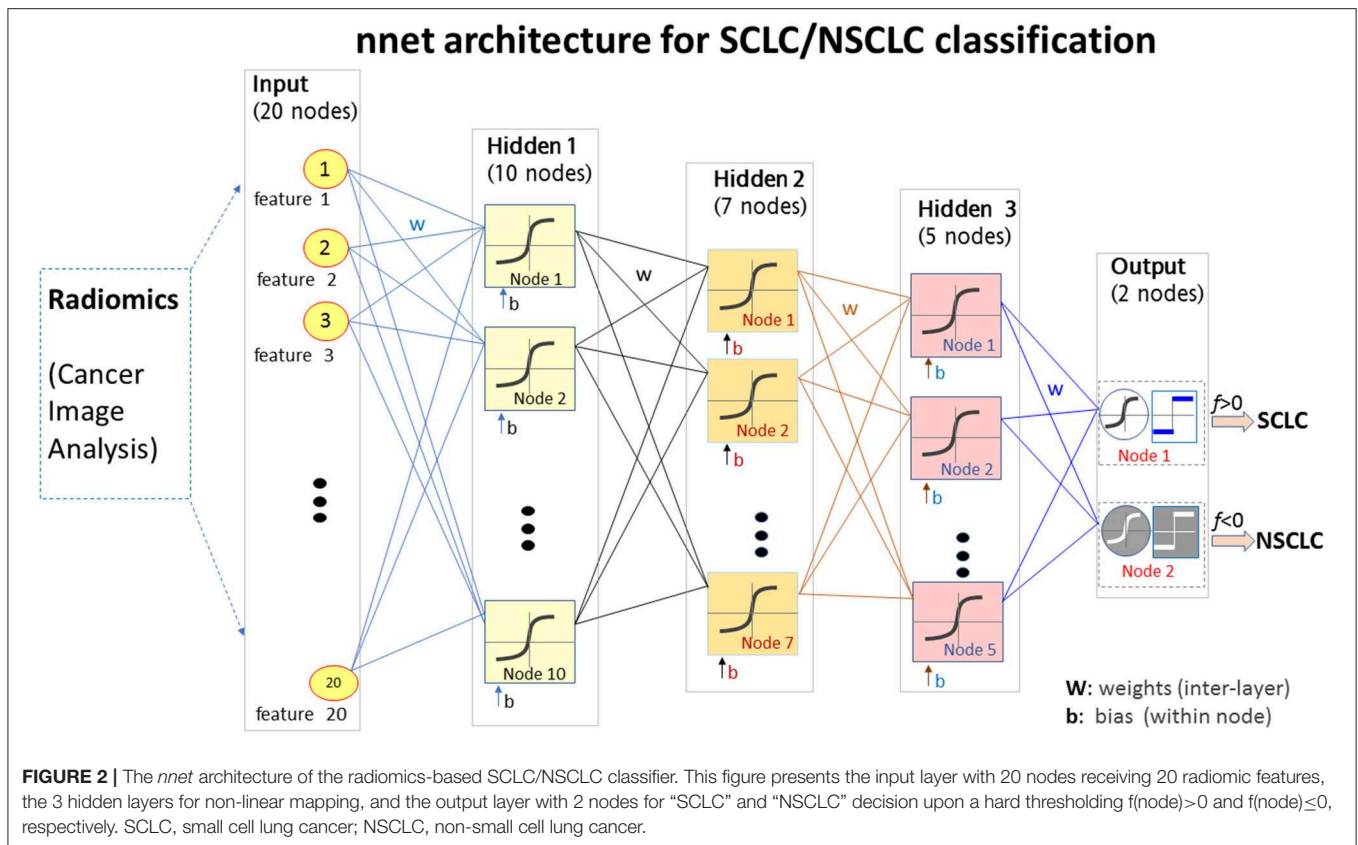 nnet architecture for SCLC/NSCLC classification
Input
(20 nodes)
1
feature 1
2
feature 2
3
feature 3
20
feature 20
Radiomics
(Cancer
Image
Analysis)
w
Hidden 1
(10 nodes)
Node 1
b
Node 2
b
Node 10
b
w
Hidden 2
(7 nodes)
Node 1
b
Node 2
b
Node 7
b
w
Hidden 3
(5 nodes)
Node 1
b
Node 2
b
Node 5
b
w
Output
(2 nodes)
Node 1
f>0
SCLC
Node 2
f<0
NSCLC
W: weights (inter-layer)
b: bias (within node)
FIGURE 2 | The nnet architecture of the radiomics-based SCLC/NSCLC classifier. This figure presents the input layer with 20 nodes receiving 20 radiomic features,
the 3 hidden layers for non-linear mapping, and the output layer with 2 nodes for “SCLC” and “NSCLC” decision upon a hard thresholding f(node)>0 and f(node)≤0,
respectively. SCLC, small cell lung cancer; NSCLC, non-small cell lung cancer.